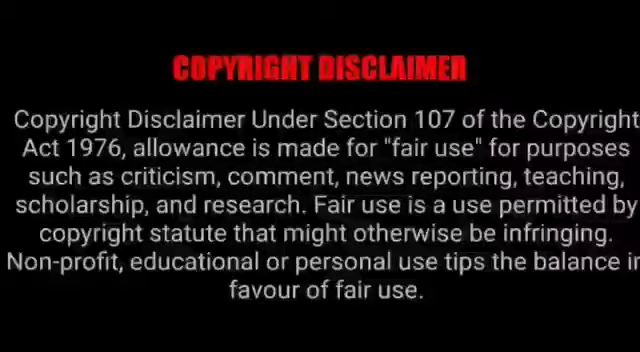 COPYRIGHT DISCLAIMER
Copyright Disclaimer Under Section 107 of the Copyright
Act 1976, allowance is made for "fair use" for purposes
such as criticism, comment, news reporting, teaching,
scholarship, and research. Fair use is a use permitted by
copyright statute that might otherwise be infringing.
Non-profit, educational or personal use tips the balance in
favour of fair use.